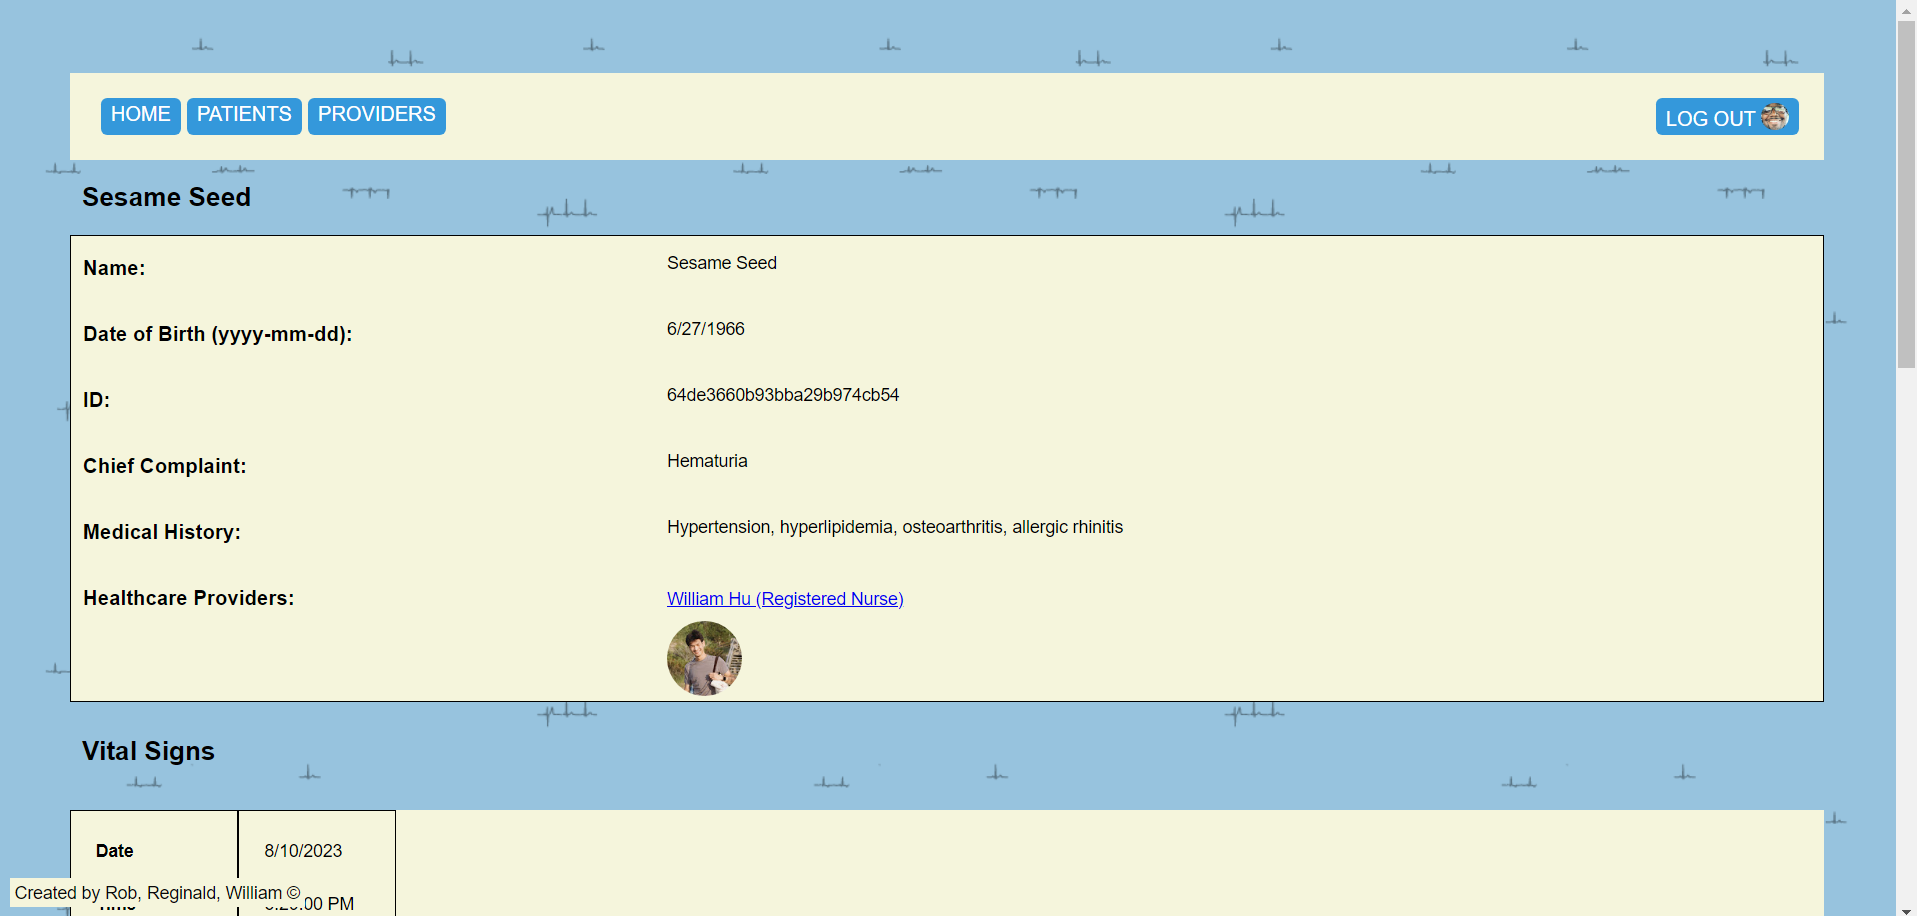 HOME PATIENTS PROVIDERS LOG OUT
Sesame Seed
Name: Sesame Seed
Date of Birth (yyyy-mm-dd): 6/27/1966
ID: 64de3660b93bba29b974cb54
Chief Complaint: Hematuria
Medical History: Hypertension, hyperlipidemia, osteoarthritis, allergic rhinitis
Healthcare Providers: William Hu (Registered Nurse)
Vital Signs
Date 8/10/2023
Created by Rob, Reginald, William ©
Time :00 PM